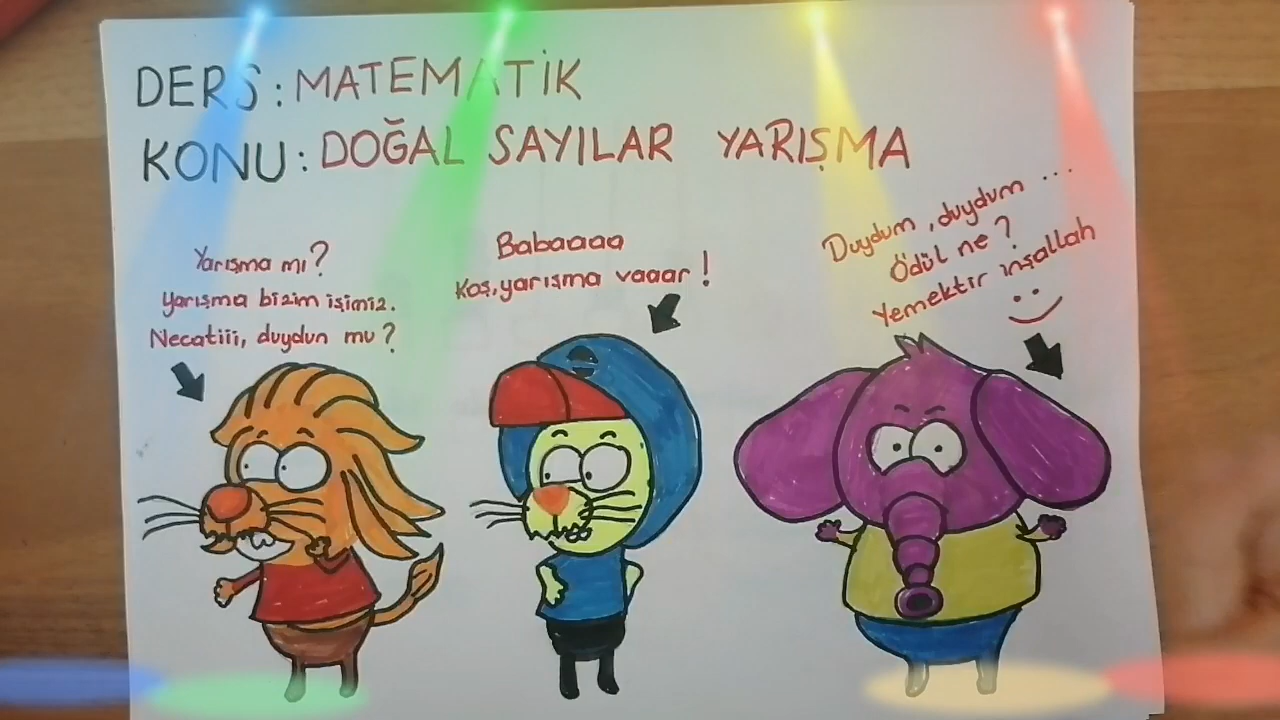 DERS : MATEMATİK
KONU : DOĞAL SAYILAR YARIŞMA
Yarışma mı?
Yarışma bizim işimiz.
Necatiii, duydun mu?
Babaaaa
Koş, yarışma vaaar !
Duydum, duydum ...
Ödül ne?
Yemektir inşallah